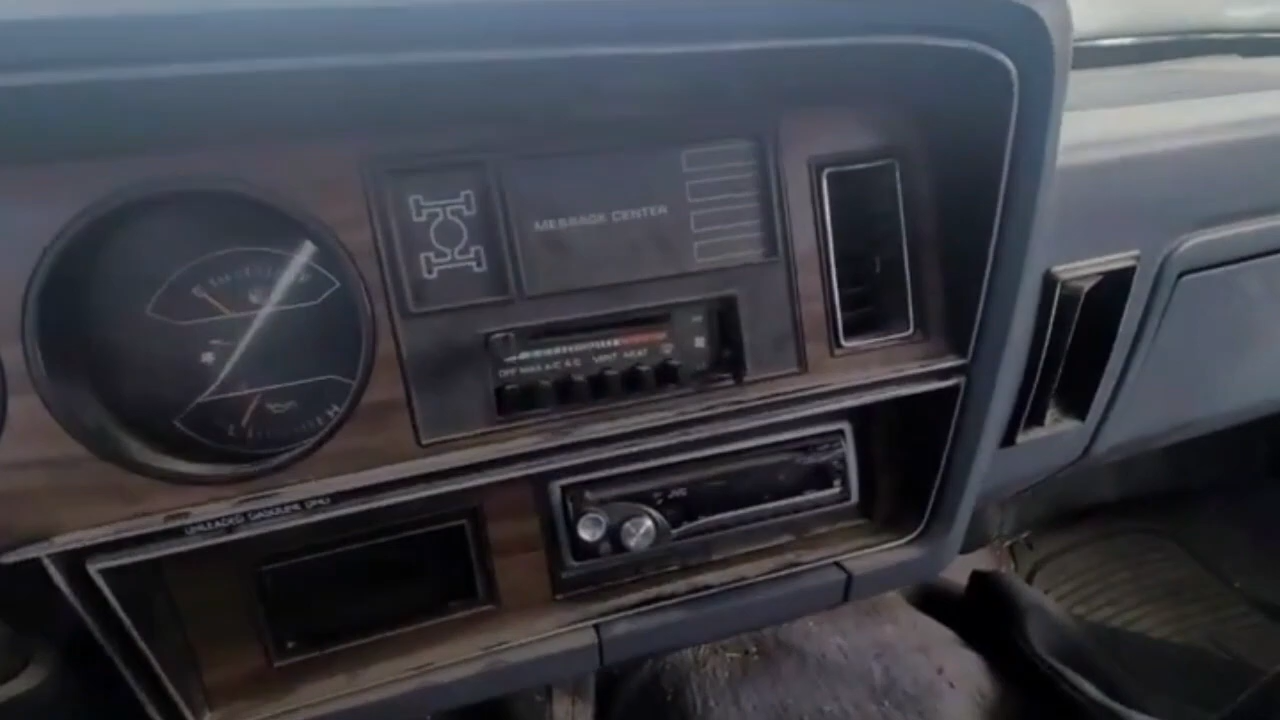 MESSAGE CENTER
OFF MAX A/C A/C VENT HEAT
H
UNLEADED GASOLINE ONLY
JVC